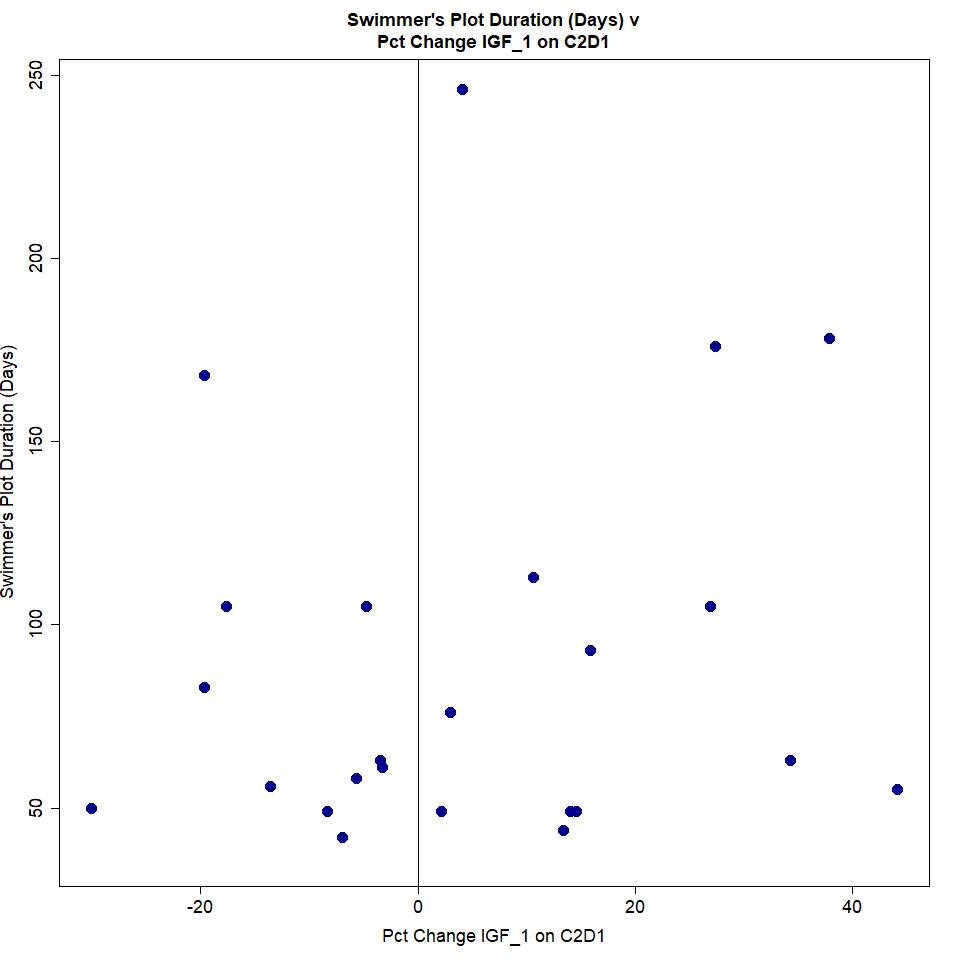 Swimmer's Plot Duration (Days) v
Pct Change IGF_1 on C2D1
250
200
150
100
50
Swimmer's Plot Duration (Days)
-20
0
20
40
Pct Change IGF_1 on C2D1